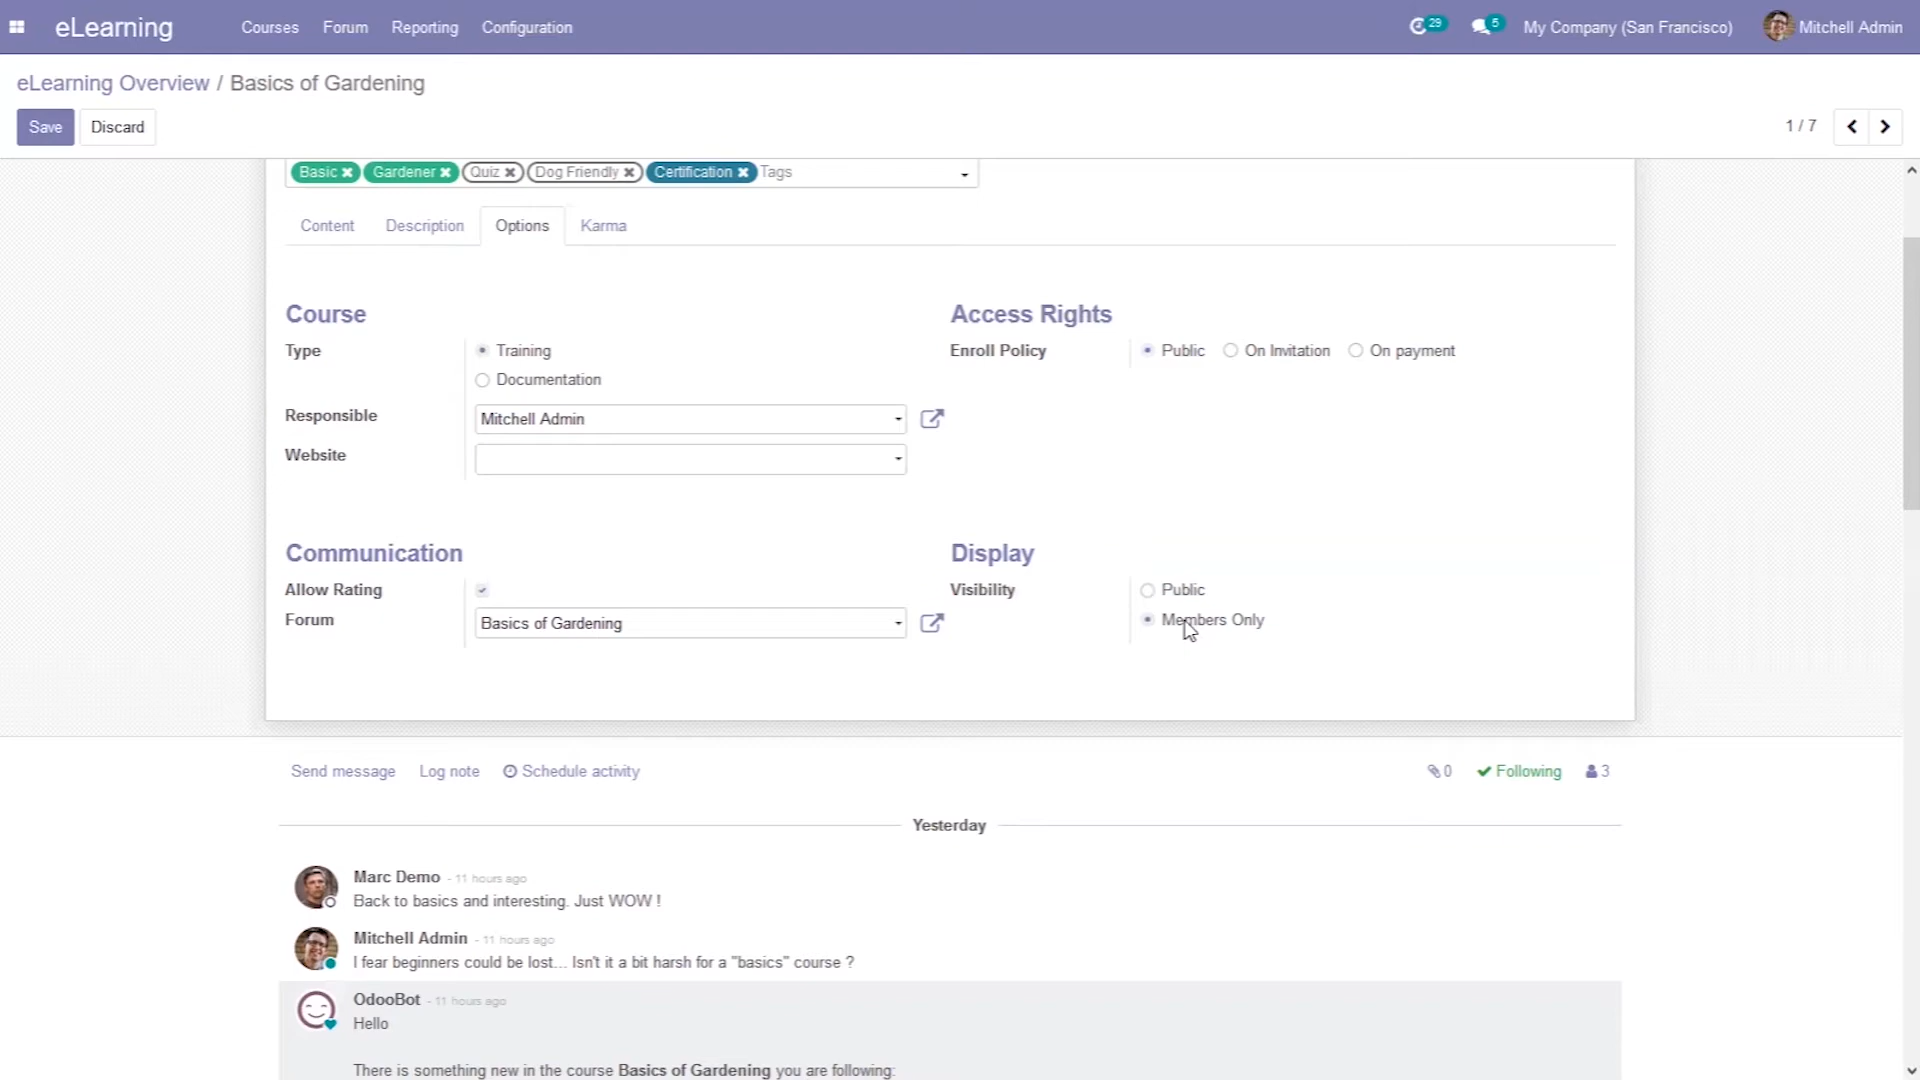 eLearning Courses Forum Reporting Configuration 29 5 My Company (San Francisco) Mitchell Admin
eLearning Overview / Basics of Gardening
Save Discard 1 / 7
Basic Gardener Quiz Dog Friendly Certification Tags
Content Description Options Karma
Course Access Rights
Type Training Enroll Policy Public On Invitation On payment
Documentation
Responsible Mitchell Admin
Website
Communication Display
Allow Rating Visibility Public
Forum Basics of Gardening Members Only
Send message Log note Schedule activity 0 Following 3
Yesterday
Marc Demo - 11 hours ago
Back to basics and interesting. Just WOW !
Mitchell Admin - 11 hours ago
I fear beginners could be lost... Isn't it a bit harsh for a "basics" course ?
OdooBot - 11 hours ago
Hello
There is something new in the course Basics of Gardening you are following: